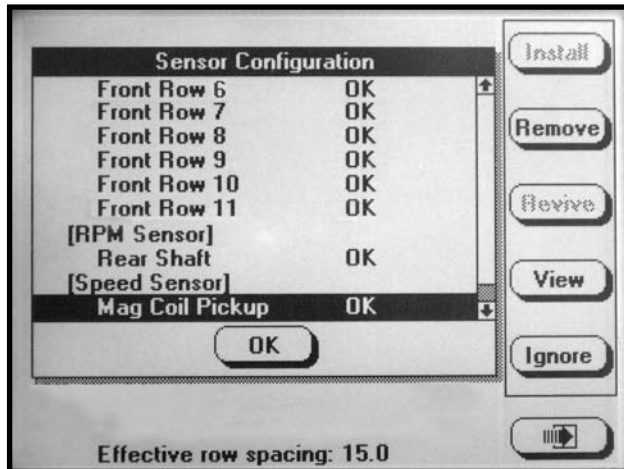 Sensor Configuration
Front Row 6 OK
Front Row 7 OK
Front Row 8 OK
Front Row 9 OK
Front Row 10 OK
Front Row 11 OK
[RPM Sensor]
Rear Shaft OK
[Speed Sensor]
Mag Coil Pickup OK
OK
Effective row spacing: 15.0
Install
Remove
Revive
View
Ignore